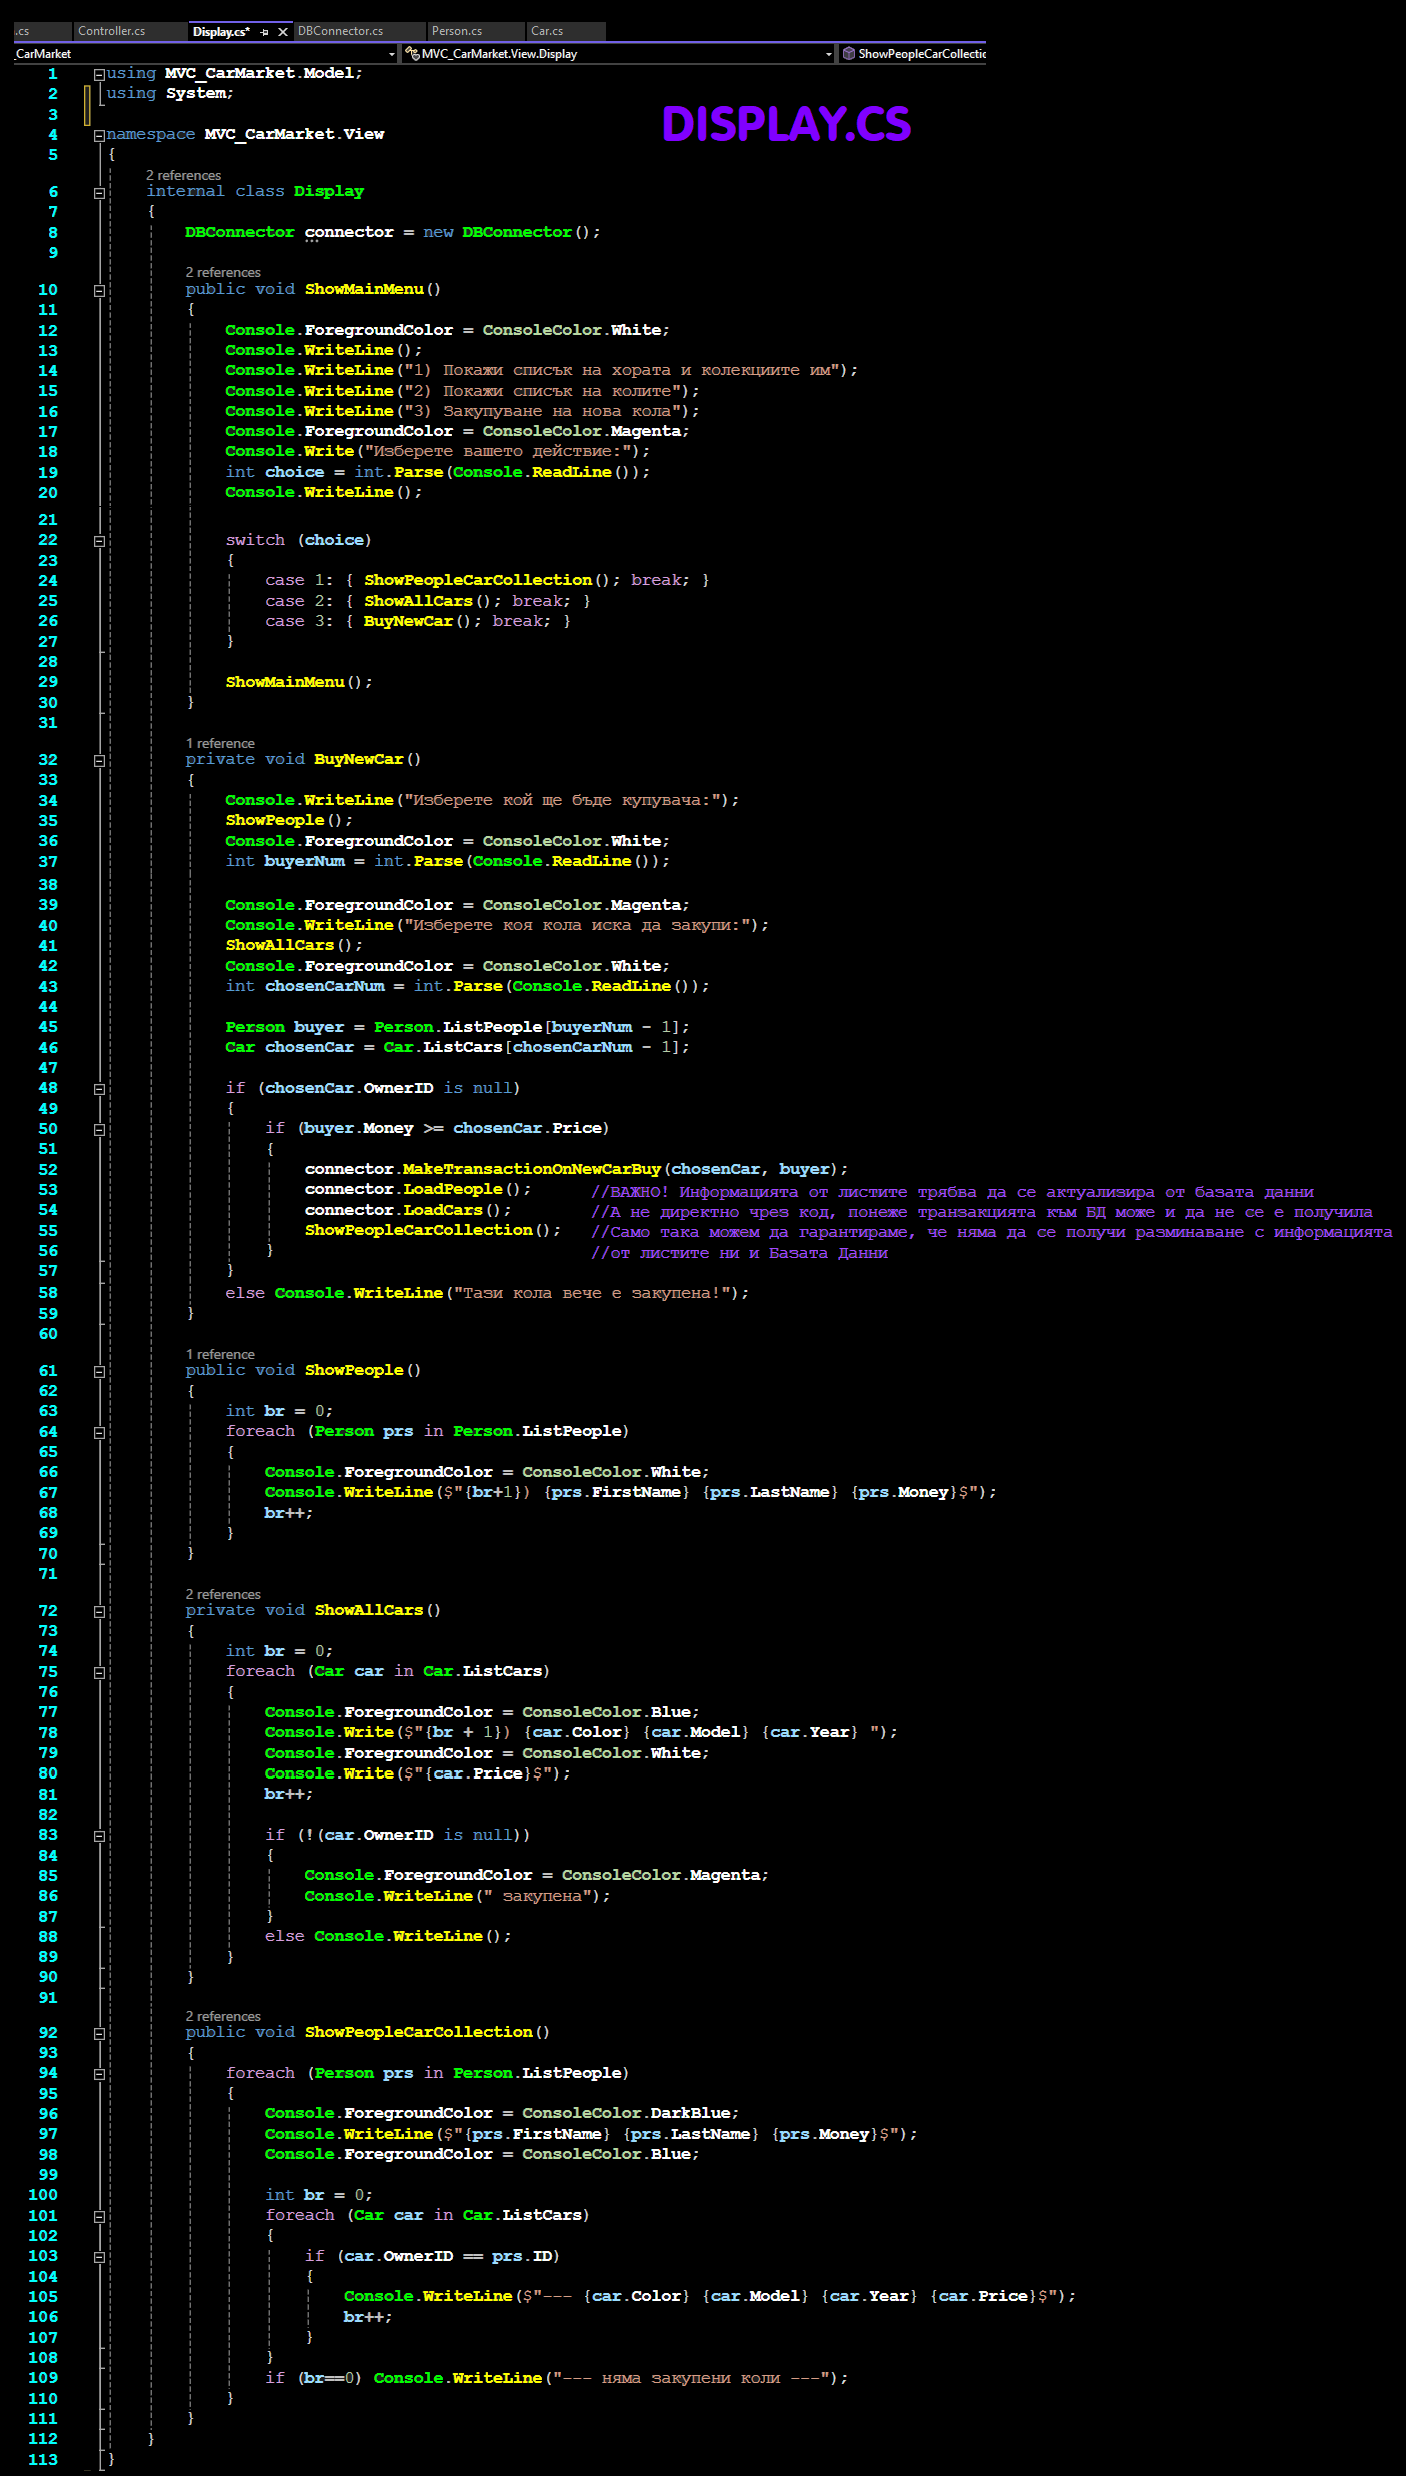 .cs Controller.cs Display.cs* DBConnector.cs Person.cs Car.cs
_CarMarket MVC_CarMarket.View.Display ShowPeopleCarCollectio
1 using MVC_CarMarket.Model;
2 using System;
3
DISPLAY.CS
4 namespace MVC_CarMarket.View
5 {
2 references
6 internal class Display
7 {
8 DBConnector connector = new DBConnector();
9
2 references
10 public void ShowMainMenu()
11 {
12 Console.ForegroundColor = ConsoleColor.White;
13 Console.WriteLine();
14 Console.WriteLine("1) Покажи списък на хората и колекциите им");
15 Console.WriteLine("2) Покажи списък на колите");
16 Console.WriteLine("3) Закупуване на нова кола");
17 Console.ForegroundColor = ConsoleColor.Magenta;
18 Console.Write("Изберете вашето действие:");
19 int choice = int.Parse(Console.ReadLine());
20 Console.WriteLine();
21
22 switch (choice)
23 {
24 case 1: { ShowPeopleCarCollection(); break; }
25 case 2: { ShowAllCars(); break; }
26 case 3: { BuyNewCar(); break; }
27 }
28
29 ShowMainMenu();
30 }
31
1 reference
32 private void BuyNewCar()
33 {
34 Console.WriteLine("Изберете кой ще бъде купувача:");
35 ShowPeople();
36 Console.ForegroundColor = ConsoleColor.White;
37 int buyerNum = int.Parse(Console.ReadLine());
38
39 Console.ForegroundColor = ConsoleColor.Magenta;
40 Console.WriteLine("Изберете коя кола иска да закупи:");
41 ShowAllCars();
42 Console.ForegroundColor = ConsoleColor.White;
43 int chosenCarNum = int.Parse(Console.ReadLine());
44
45 Person buyer = Person.ListPeople[buyerNum - 1];
46 Car chosenCar = Car.ListCars[chosenCarNum - 1];
47
48 if (chosenCar.OwnerID is null)
49 {
50 if (buyer.Money >= chosenCar.Price)
51 {
52 connector.MakeTransactionOnNewCarBuy(chosenCar, buyer);
53 connector.LoadPeople(); //ВАЖНО! Информацията от листите трябва да се актуализира от базата данни
54 connector.LoadCars(); //А не директно чрез код, понеже транзакцията към БД може и да не се е получила
55 ShowPeopleCarCollection(); //Само така можем да гарантираме, че няма да се получи разминаване с информацията
56 } //от листите ни и Базата Данни
57 }
58 else Console.WriteLine("Тази кола вече е закупена!");
59 }
60
1 reference
61 public void ShowPeople()
62 {
63 int br = 0;
64 foreach (Person prs in Person.ListPeople)
65 {
66 Console.ForegroundColor = ConsoleColor.White;
67 Console.WriteLine($"{br+1}) {prs.FirstName} {prs.LastName} {prs.Money}$");
68 br++;
69 }
70 }
71
2 references
72 private void ShowAllCars()
73 {
74 int br = 0;
75 foreach (Car car in Car.ListCars)
76 {
77 Console.ForegroundColor = ConsoleColor.Blue;
78 Console.Write($"{br + 1}) {car.Color} {car.Model} {car.Year} ");
79 Console.ForegroundColor = ConsoleColor.White;
80 Console.Write($"{car.Price}$");
81 br++;
82
83 if (!(car.OwnerID is null))
84 {
85 Console.ForegroundColor = ConsoleColor.Magenta;
86 Console.WriteLine(" закупена");
87 }
88 else Console.WriteLine();
89 }
90 }
91
2 references
92 public void ShowPeopleCarCollection()
93 {
94 foreach (Person prs in Person.ListPeople)
95 {
96 Console.ForegroundColor = ConsoleColor.DarkBlue;
97 Console.WriteLine($"{prs.FirstName} {prs.LastName} {prs.Money}$");
98 Console.ForegroundColor = ConsoleColor.Blue;
99
100 int br = 0;
101 foreach (Car car in Car.ListCars)
102 {
103 if (car.OwnerID == prs.ID)
104 {
105 Console.WriteLine($"--- {car.Color} {car.Model} {car.Year} {car.Price}$");
106 br++;
107 }
108 }
109 if (br==0) Console.WriteLine("--- няма закупени коли ---");
110 }
111 }
112 }
113 }